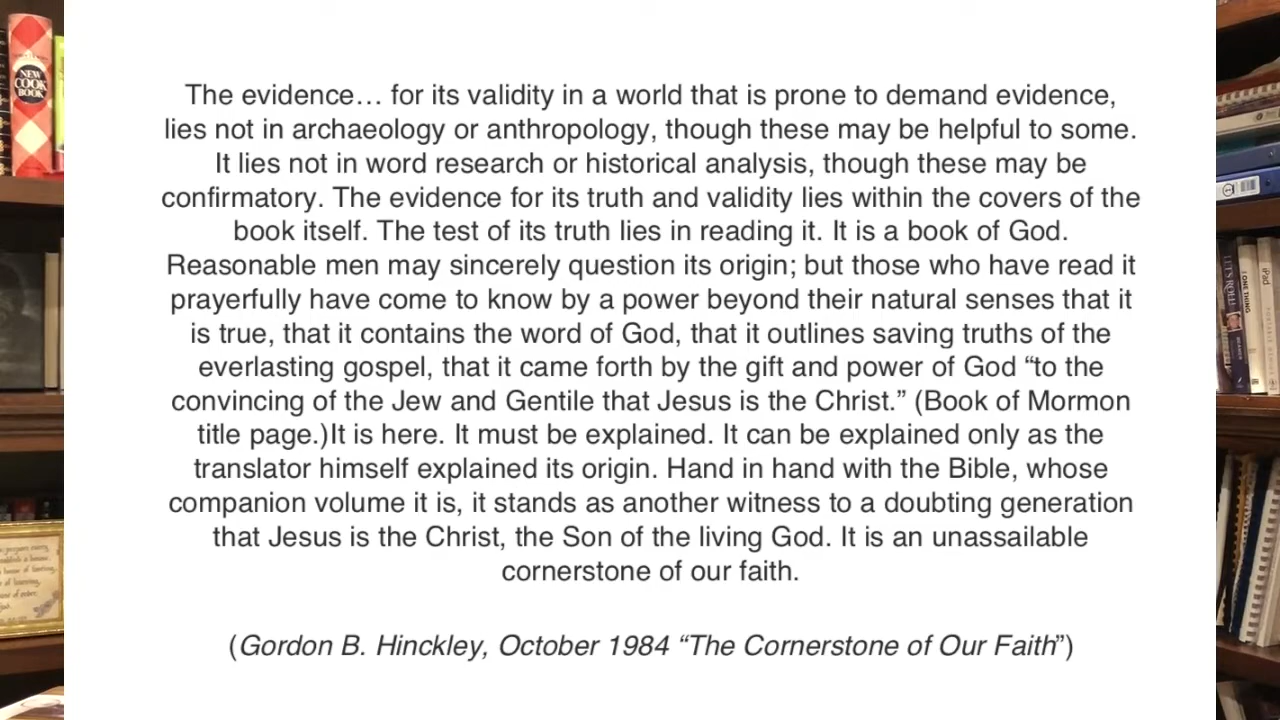 The evidence… for its validity in a world that is prone to demand evidence,
lies not in archaeology or anthropology, though these may be helpful to some.
It lies not in word research or historical analysis, though these may be
confirmatory. The evidence for its truth and validity lies within the covers of the
book itself. The test of its truth lies in reading it. It is a book of God.
Reasonable men may sincerely question its origin; but those who have read it
prayerfully have come to know by a power beyond their natural senses that it
is true, that it contains the word of God, that it outlines saving truths of the
everlasting gospel, that it came forth by the gift and power of God “to the
convincing of the Jew and Gentile that Jesus is the Christ.” (Book of Mormon
title page.)It is here. It must be explained. It can be explained only as the
translator himself explained its origin. Hand in hand with the Bible, whose
companion volume it is, it stands as another witness to a doubting generation
that Jesus is the Christ, the Son of the living God. It is an unassailable
cornerstone of our faith.
(Gordon B. Hinckley, October 1984 “The Cornerstone of Our Faith”)
NEW
COOK
BOOK
LET'S ROLL!
ONE THING
iPad